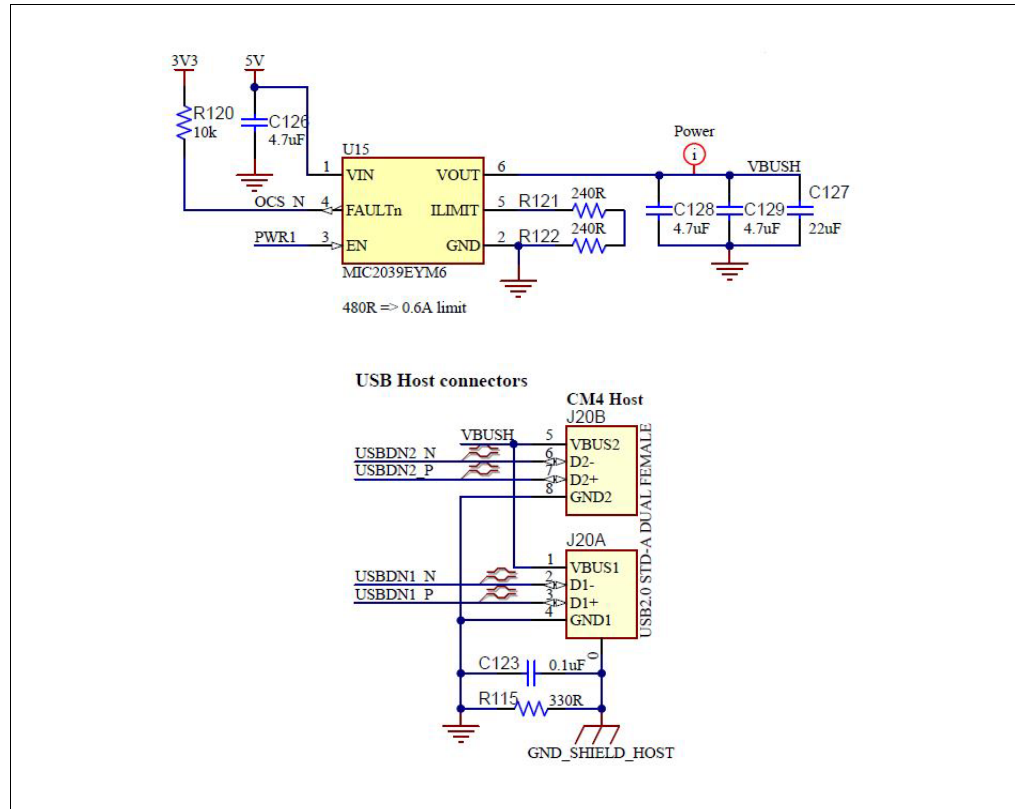 3V3
5V
R120
10k
C126
4.7uF
U15
1
VIN
VOUT
6
OCS_N
4
FAULTn
ILIMIT
5
R121
240R
PWR1
3
EN
GND
2
R122
240R
MIC2039EYM6
480R => 0.6A limit
Power
i
VBUSH
C128
4.7uF
C129
4.7uF
C127
22uF
USB Host connectors
CM4 Host
J20B
VBUSH
5
VBUS2
USBDN2_N
6
D2-
USBDN2_P
7
D2+
8
GND2
J20A
1
VBUS1
USBDN1_N
2
D1-
USBDN1_P
3
D1+
4
GND1
USB2.0 STD-A DUAL FEMALE
0
C123
0.1uF
R115
330R
GND_SHIELD_HOST